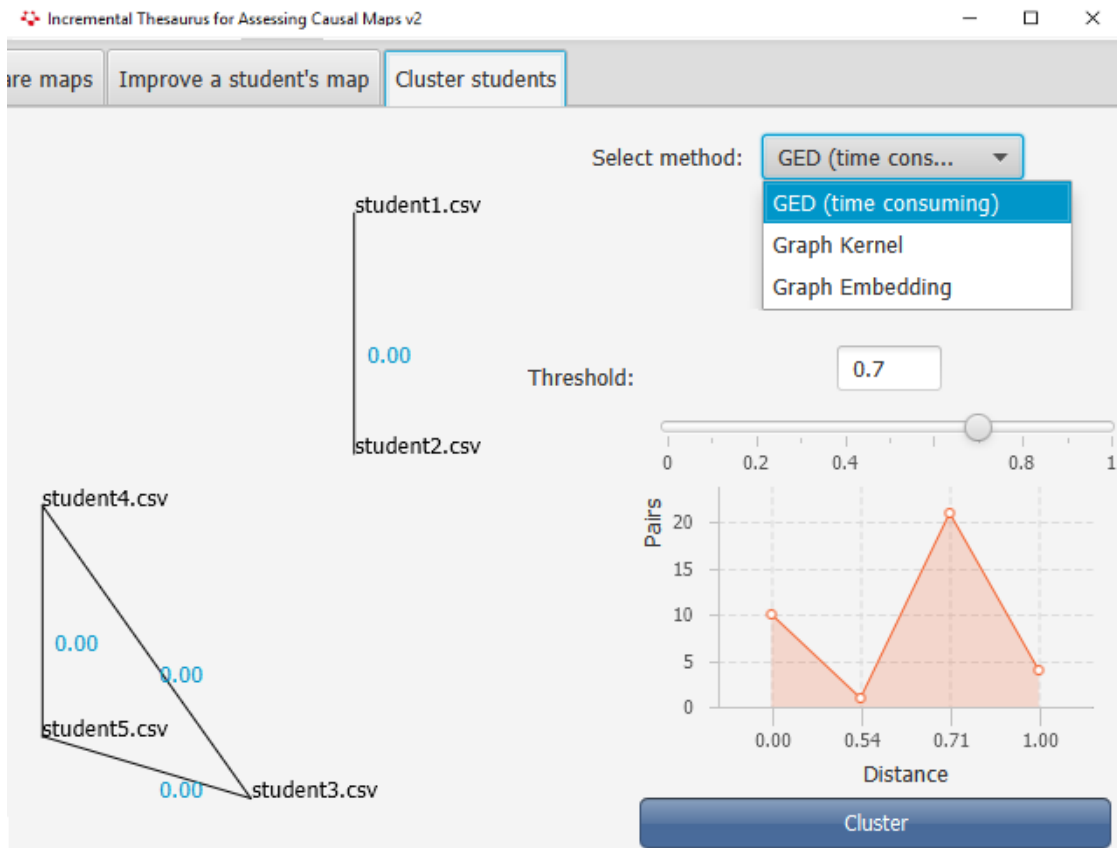 Incremental Thesaurus for Assessing Causal Maps v2
are maps
Improve a student's map
Cluster students
Select method:
GED (time cons...
GED (time consuming)
Graph Kernel
Graph Embedding
student1.csv
0.00
student2.csv
Threshold:
0.7
0 0.2 0.4 0.8 1
student4.csv
0.00
0.00
student5.csv
0.00
student3.csv
Pairs
20
15
10
5
0
0.00 0.54 0.71 1.00
Distance
Cluster